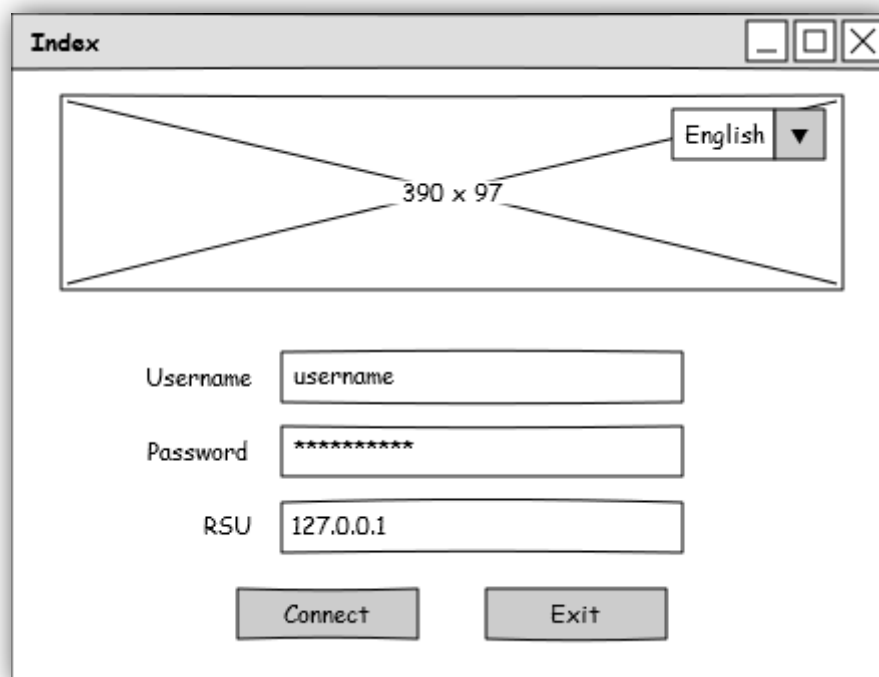 Index
English
390 x 97
Username username
Password **********
RSU 127.0.0.1
Connect Exit